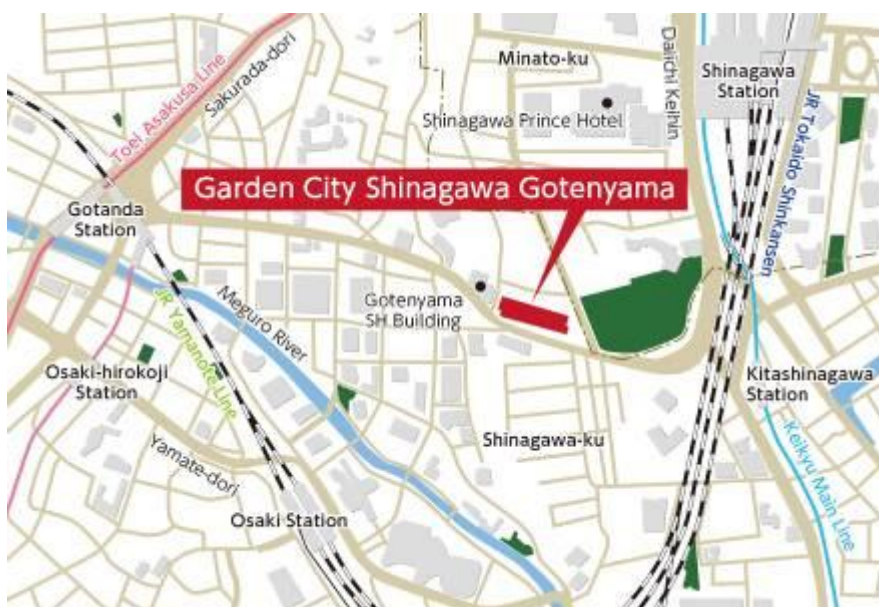 Minato-ku
Daiichi Keihin
Shinagawa
Station
Toei Asakusa Line
Sakurada-dori
Shinagawa Prince Hotel
JR Tokaido Shinkansen
Garden City Shinagawa Gotenyama
Gotanda
Station
Gotenyama
SH Building
Meguro River
JR Yamanote Line
Osaki-hirokoji
Station
Kitashinagawa
Station
Shinagawa-ku
Yamate-dori
Keikyu Main Line
Osaki Station